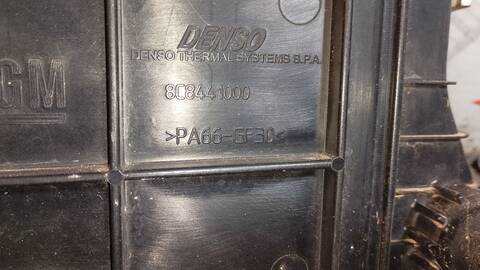 DENSO
DENSO THERMAL SYSTEMS S.P.A.
GM
8C8441000
>PA66-GF30<